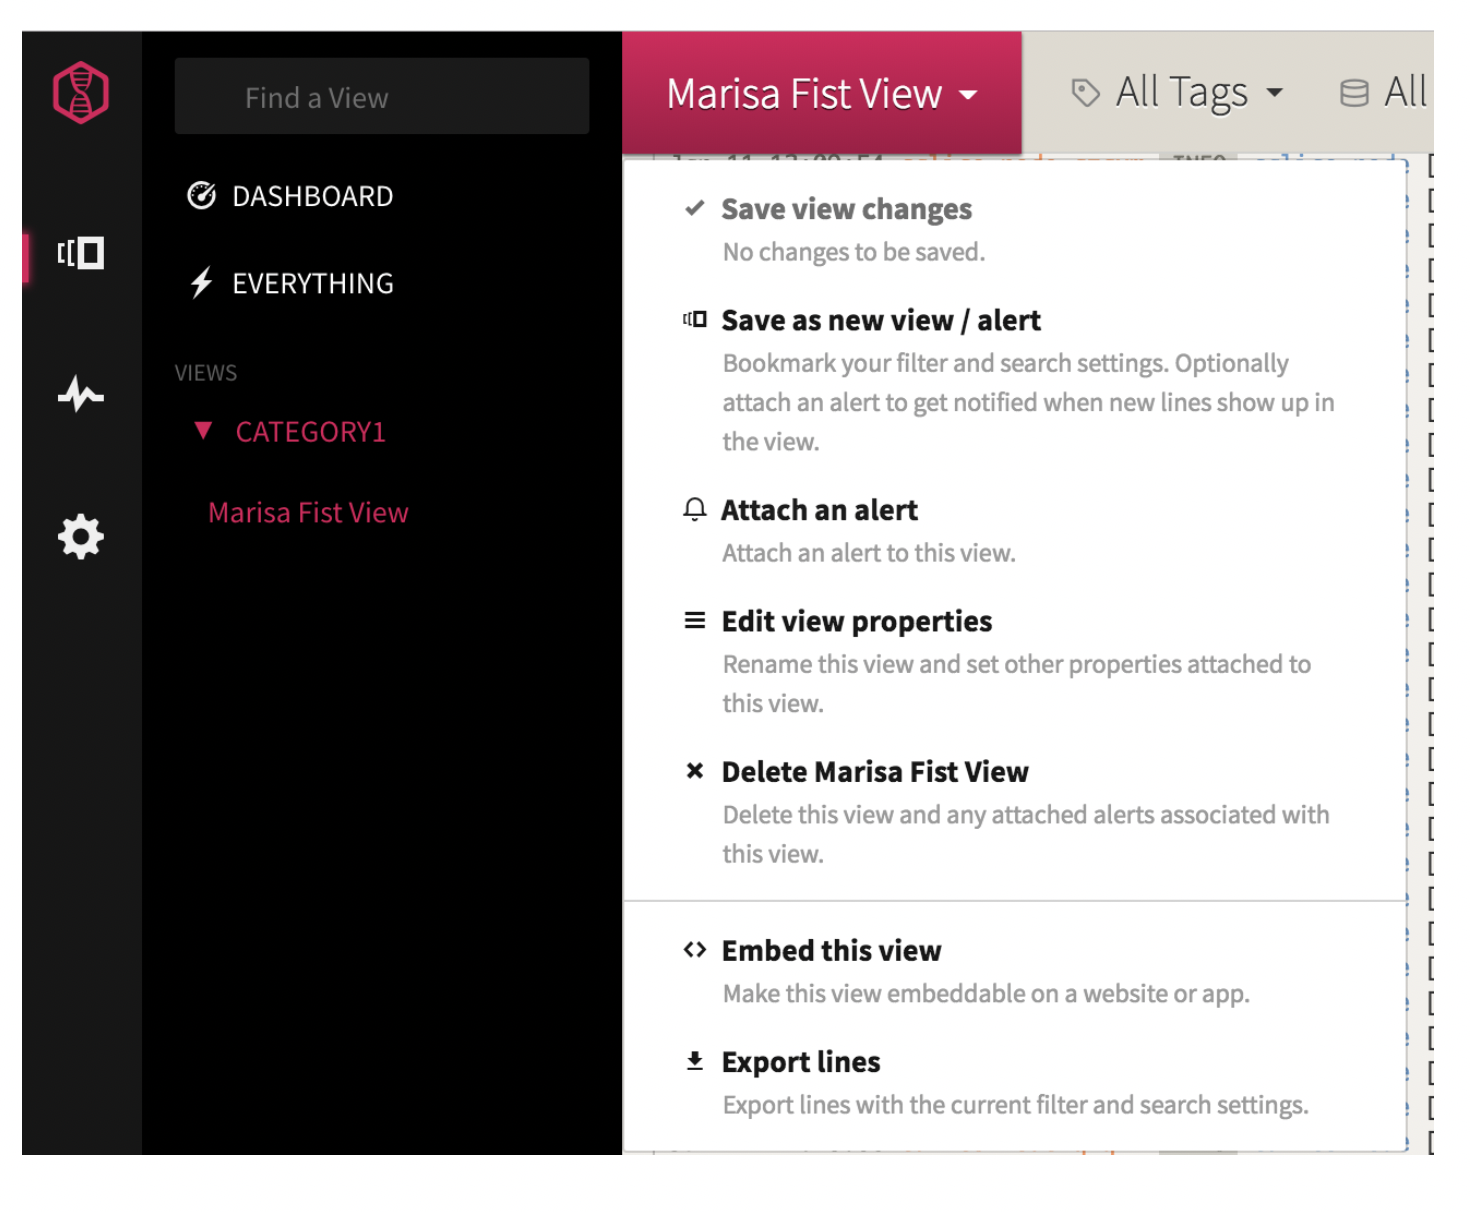 Find a View
DASHBOARD
EVERYTHING
VIEWS
CATEGORY1
Marisa Fist View
Marisa Fist View
All Tags
All
Save view changes
No changes to be saved.
Save as new view / alert
Bookmark your filter and search settings. Optionally
attach an alert to get notified when new lines show up in
the view.
Attach an alert
Attach an alert to this view.
Edit view properties
Rename this view and set other properties attached to
this view.
Delete Marisa Fist View
Delete this view and any attached alerts associated with
this view.
Embed this view
Make this view embeddable on a website or app.
Export lines
Export lines with the current filter and search settings.